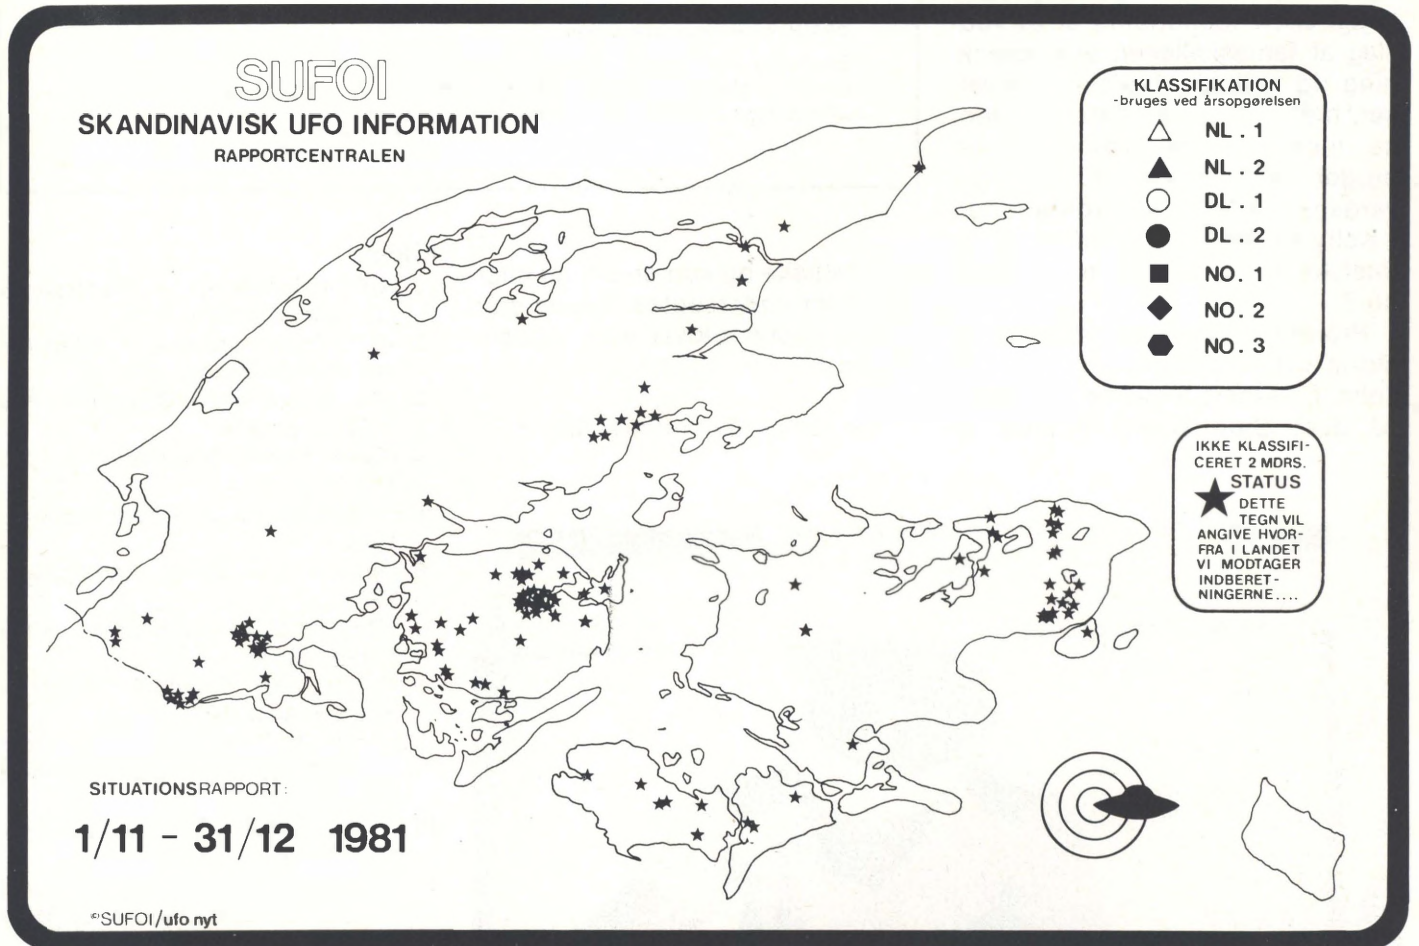 SUFOI
SKANDINAVISK UFO INFORMATION
RAPPORTCENTRALEN
KLASSIFIKATION
-bruges ved årsopgørelsen
NL . 1
NL . 2
DL . 1
DL . 2
NO . 1
NO . 2
NO . 3
IKKE KLASSIFI-
CERET 2 MDRS.
STATUS
DETTE
TEGN VIL
ANGIVE HVOR-
FRA I LANDET
VI MODTAGER
INDBERET-
NINGERNE....
SITUATIONSRAPPORT:
1/11 - 31/12 1981
©SUFOI/ufo nyt